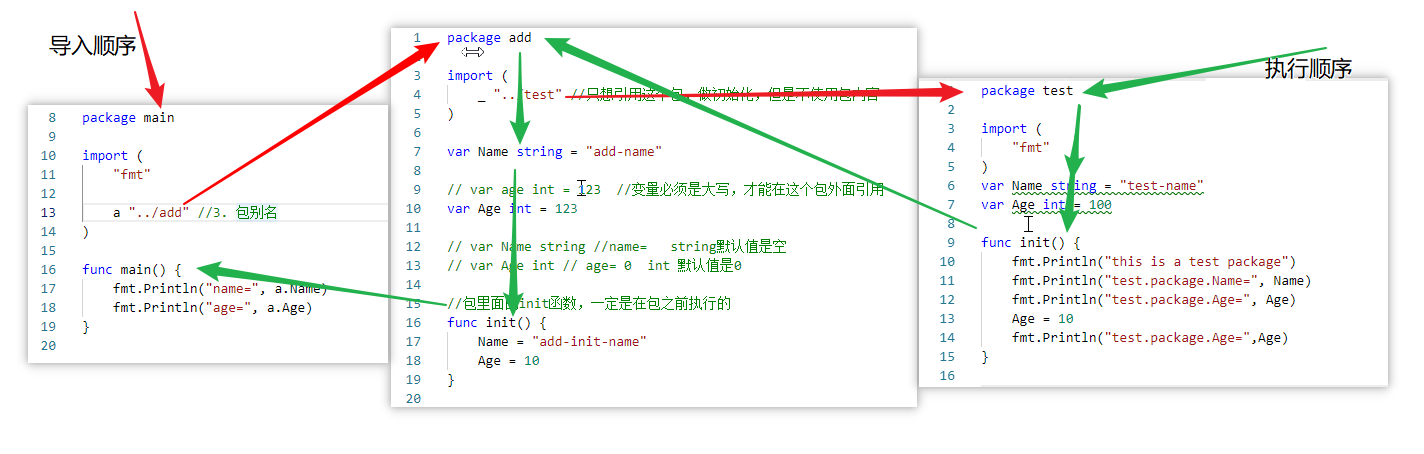 导入顺序
8 package main
9
10 import (
11 "fmt"
12
13 a "../add" //3. 包别名
14 )
15
16 func main() {
17 fmt.Println("name=", a.Name)
18 fmt.Println("age=", a.Age)
19 }
20
1 package add
3 import (
4 _ "../test" //只想引用这个包，做初始化，但是不使用包内容
5 )
6
7 var Name string = "add-name"
8
9 // var age int = 123 //变量必须是大写，才能在这个包外面引用
10 var Age int = 123
11
12 // var Name string //name= string默认值是空
13 // var Age int // age= 0 int 默认值是0
14
15 //包里面的init函数，一定是在包之前执行的
16 func init() {
17 Name = "add-init-name"
18 Age = 10
19 }
20
执行顺序
package test
2
3 import (
4 "fmt"
5 )
6 var Name string = "test-name"
7 var Age int = 100
8
9 func init() {
10 fmt.Println("this is a test package")
11 fmt.Println("test.package.Name=", Name)
12 fmt.Println("test.package.Age=", Age)
13 Age = 10
14 fmt.Println("test.package.Age=",Age)
15 }
16